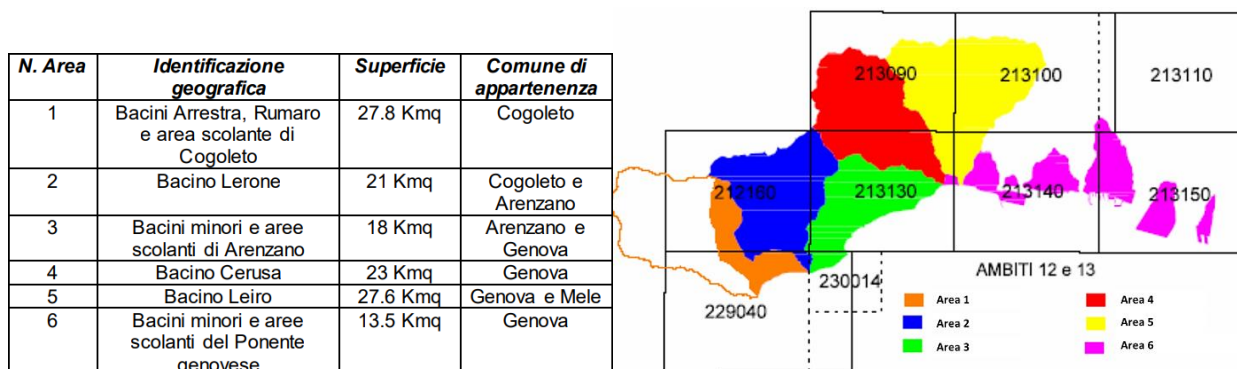 N. Area Identificazione geografica Superficie Comune di appartenenza
1 Bacini Arrestra, Rumaro e area scolante di Cogoleto 27.8 Kmq Cogoleto
2 Bacino Lerone 21 Kmq Cogoleto e Arenzano
3 Bacini minori e aree scolanti di Arenzano 18 Kmq Arenzano e Genova
4 Bacino Cerusa 23 Kmq Genova
5 Bacino Leiro 27.6 Kmq Genova e Mele
6 Bacini minori e aree scolanti del Ponente genovese 13.5 Kmq Genova
213090
213100
213110
212160
213130
213140
213150
AMBITI 12 e 13
230014
229040
Area 1
Area 2
Area 3
Area 4
Area 5
Area 6